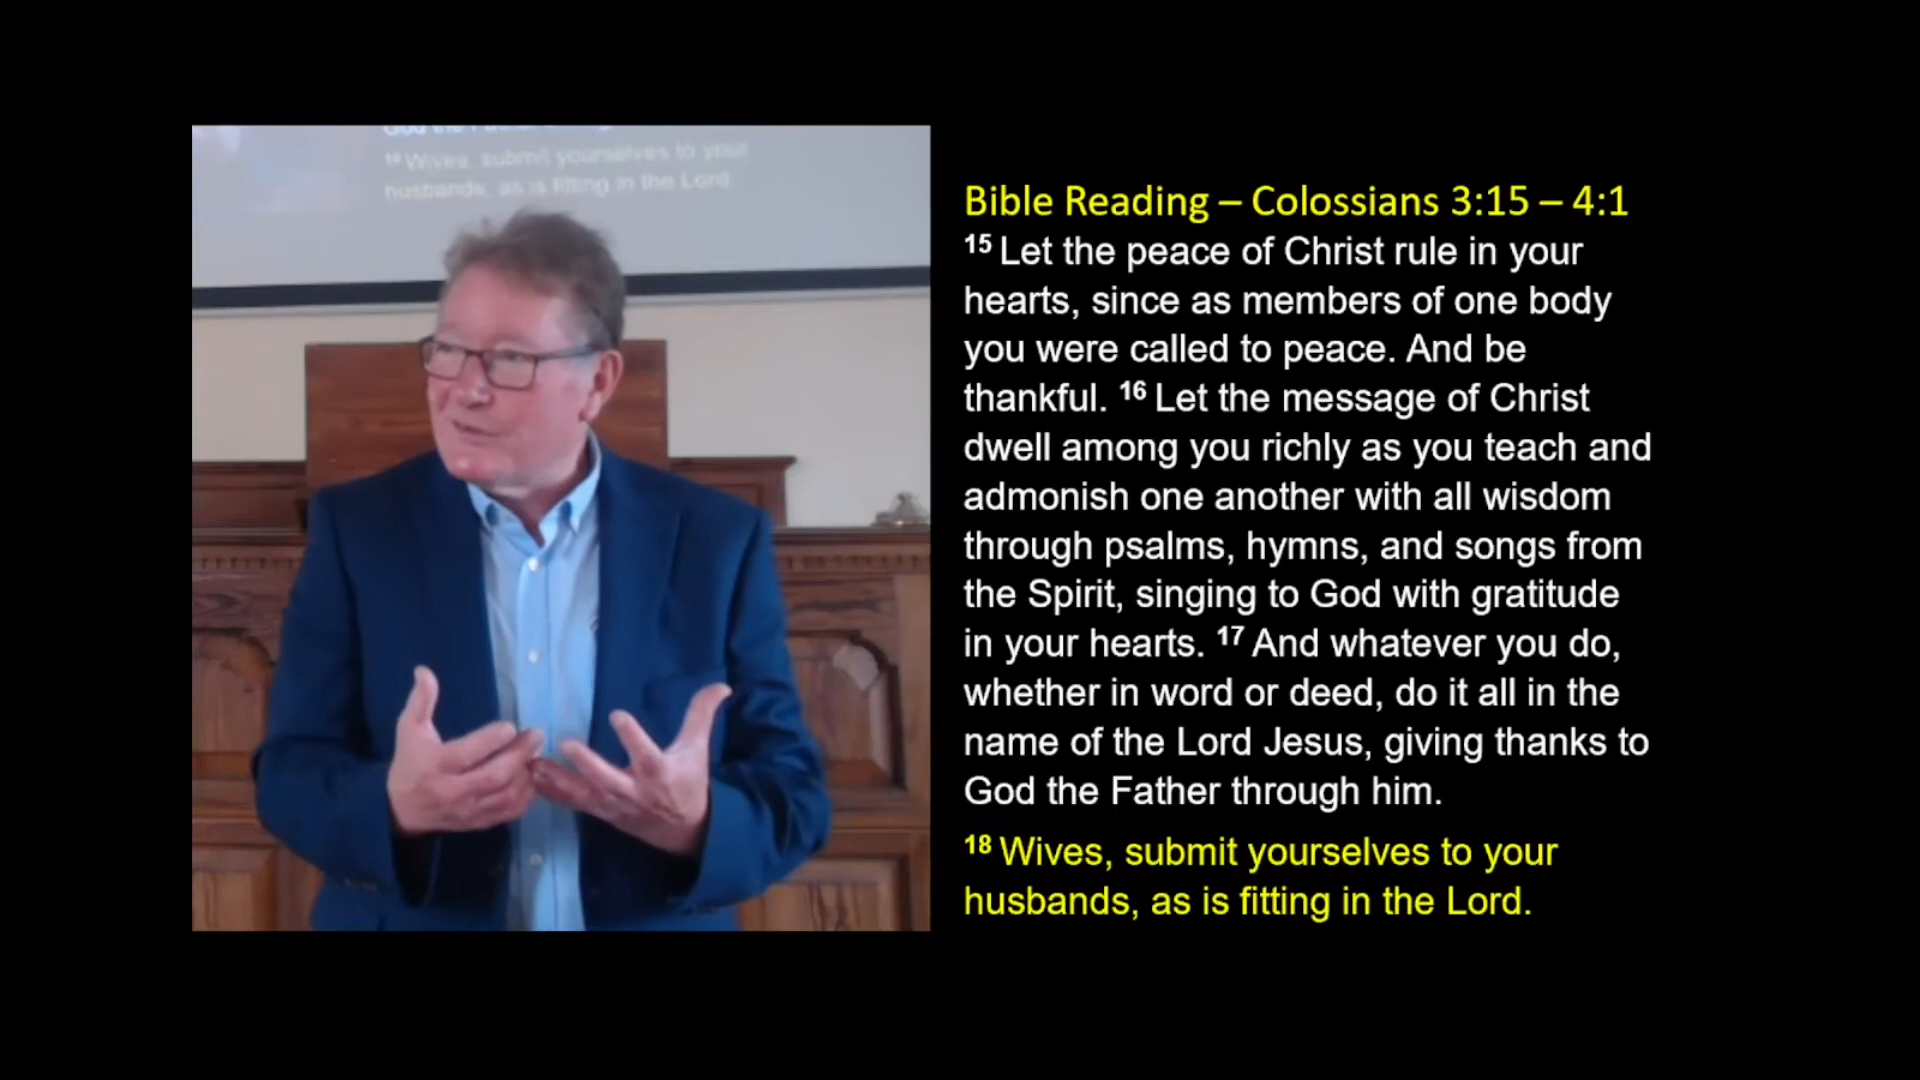 God the Father
18 Wives, submit yourselves to your
husbands, as is fitting in the Lord.
Bible Reading – Colossians 3:15 – 4:1
15 Let the peace of Christ rule in your
hearts, since as members of one body
you were called to peace. And be
thankful. 16 Let the message of Christ
dwell among you richly as you teach and
admonish one another with all wisdom
through psalms, hymns, and songs from
the Spirit, singing to God with gratitude
in your hearts. 17 And whatever you do,
whether in word or deed, do it all in the
name of the Lord Jesus, giving thanks to
God the Father through him.
18 Wives, submit yourselves to your
husbands, as is fitting in the Lord.